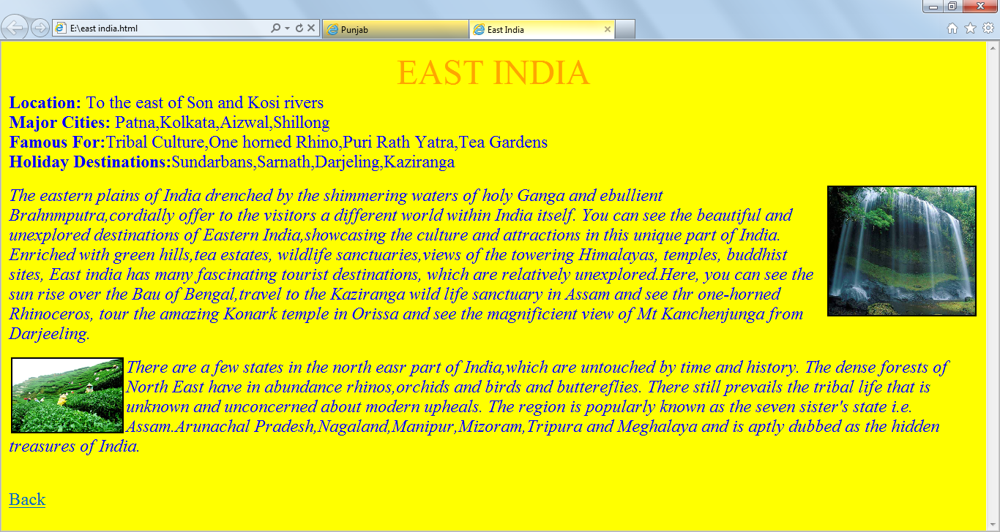 E:\east india.html
Punjab
East India
EAST INDIA
Location: To the east of Son and Kosi rivers
Major Cities: Patna,Kolkata,Aizwal,Shillong
Famous For:Tribal Culture,One horned Rhino,Puri Rath Yatra,Tea Gardens
Holiday Destinations:Sundarbans,Sarnath,Darjeling,Kaziranga
The eastern plains of India drenched by the shimmering waters of holy Ganga and ebullient
Brahnmputra,cordially offer to the visitors a different world within India itself. You can see the beautiful and
unexplored destinations of Eastern India,showcasing the culture and attractions in this unique part of India.
Enriched with green hills,tea estates, wildlife sanctuaries,views of the towering Himalayas, temples, buddhist
sites, East india has many fascinating tourist destinations, which are relatively unexplored.Here, you can see the
sun rise over the Bau of Bengal,travel to the Kaziranga wild life sanctuary in Assam and see thr one-horned
Rhinoceros, tour the amazing Konark temple in Orissa and see the magnificient view of Mt Kanchenjunga from
Darjeeling.
There are a few states in the north easr part of India,which are untouched by time and history. The dense forests of
North East have in abundance rhinos,orchids and birds and buttereflies. There still prevails the tribal life that is
unknown and unconcerned about modern upheals. The region is popularly known as the seven sister's state i.e.
Assam.Arunachal Pradesh,Nagaland,Manipur,Mizoram,Tripura and Meghalaya and is aptly dubbed as the hidden
treasures of India.
Back